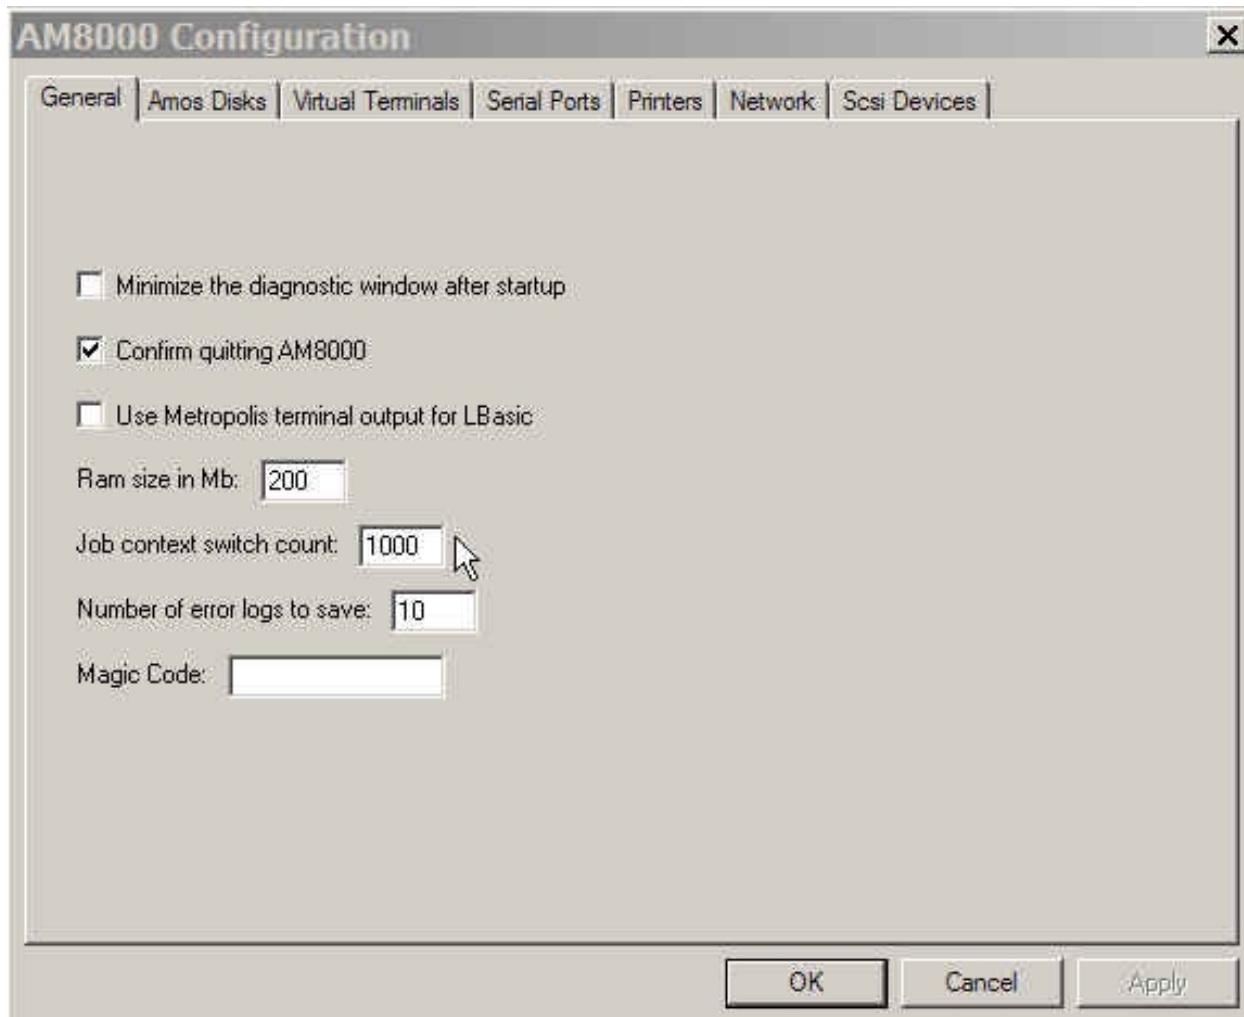 AM8000 Configuration
General Amos Disks Virtual Terminals Serial Ports Printers Network Scsi Devices
Minimize the diagnostic window after startup
Confirm quitting AM8000
Use Metropolis terminal output for LBasic
Ram size in Mb: 200
Job context switch count: 1000
Number of error logs to save: 10
Magic Code:
OK Cancel Apply